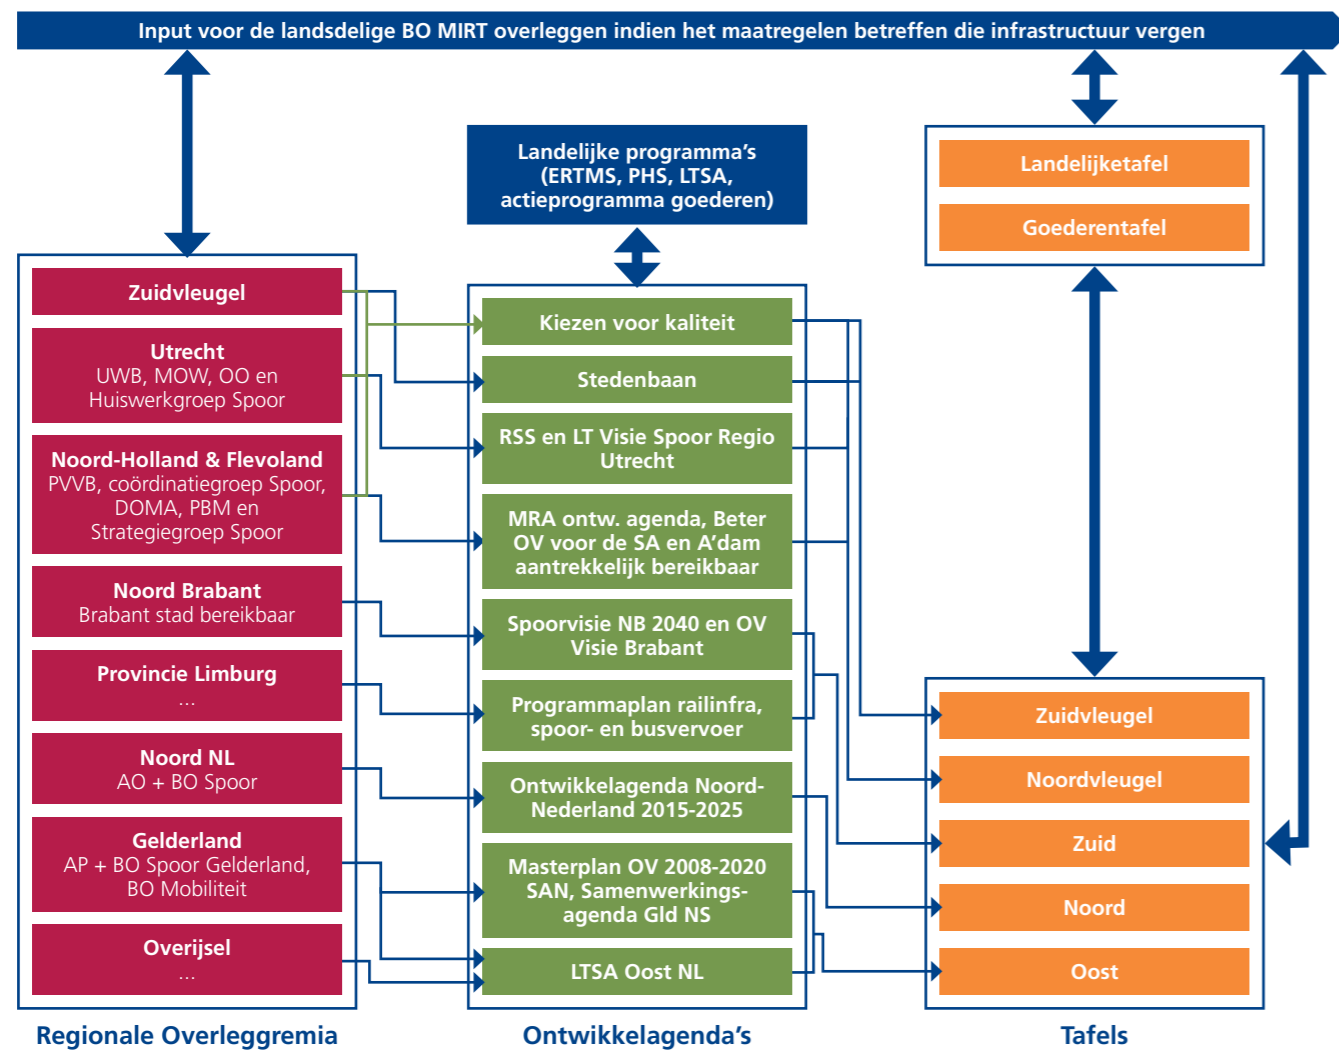 Input voor de landsdelige BO MIRT overleggen indien het maatregelen betreffen die infrastructuur vergen
Landelijke programma's
(ERTMS, PHS, LTSA,
actieprogramma goederen)
Landelijketafel
Goederentafel
Zuidvleugel
Utrecht
UWB, MOW, OO en
Huiswerkgroep Spoor
Noord-Holland & Flevoland
PVVB, coördinatiegroep Spoor,
DOMA, PBM en
Strategiegroep Spoor
Noord Brabant
Brabant stad bereikbaar
Provincie Limburg
...
Noord NL
AO + BO Spoor
Gelderland
AP + BO Spoor Gelderland,
BO Mobiliteit
Overijsel
...
Kiezen voor kaliteit
Stedenbaan
RSS en LT Visie Spoor Regio
Utrecht
MRA ontw. agenda, Beter
OV voor de SA en A'dam
aantrekkelijk bereikbaar
Spoorvisie NB 2040 en OV
Visie Brabant
Programmaplan railinfra,
spoor- en busvervoer
Ontwikkelagenda Noord-
Nederland 2015-2025
Masterplan OV 2008-2020
SAN, Samenwerkings-
agenda Gld NS
LTSA Oost NL
Zuidvleugel
Noordvleugel
Zuid
Noord
Oost
Regionale Overleggremia
Ontwikkelagenda's
Tafels